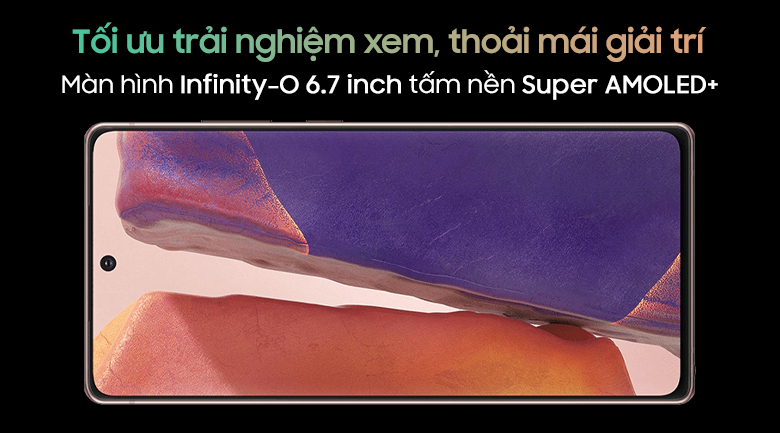 Tối ưu trải nghiệm xem, thoải mái giải trí
Màn hình Infinity-O 6.7 inch tấm nền Super AMOLED+